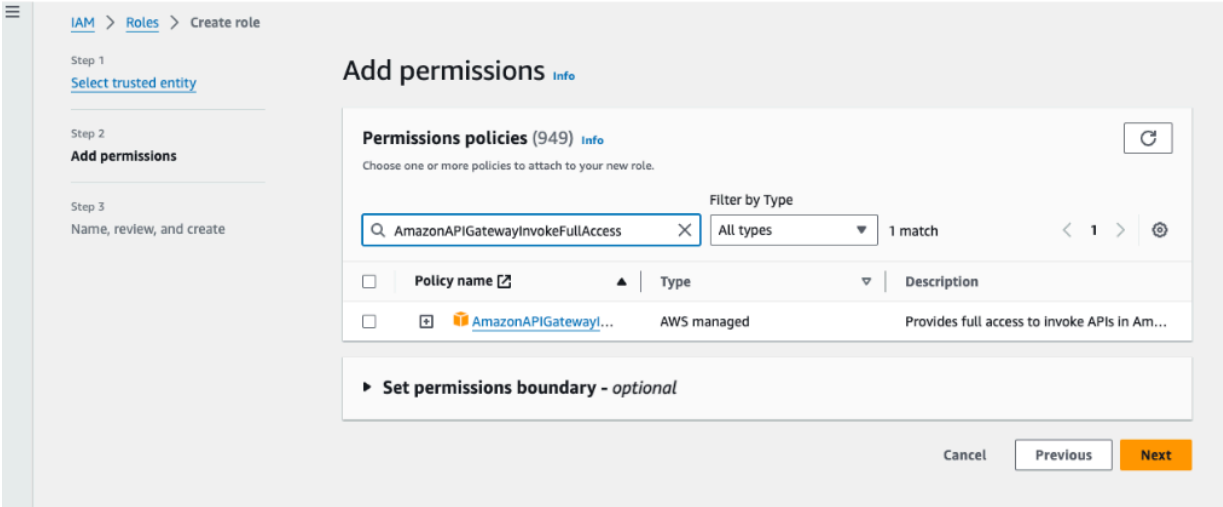 IAM > Roles > Create role
Step 1
Select trusted entity
Step 2
Add permissions
Step 3
Name, review, and create
Add permissions Info
Permissions policies (949) Info
Choose one or more policies to attach to your new role.
Filter by Type
AmazonAPIGatewayInvokeFullAccess All types 1 match 1
Policy name Type Description
AmazonAPIGatewayI... AWS managed Provides full access to invoke APIs in Am...
Set permissions boundary - optional
Cancel Previous Next